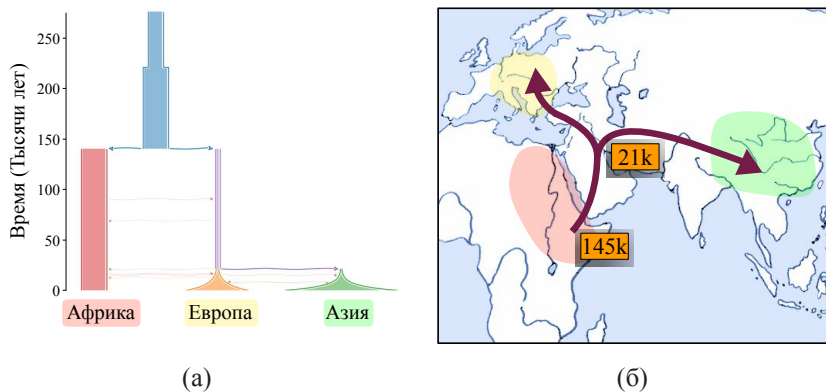 Время (Тысячи лет)
250
200
150
100
50
0
Африка
Европа
Азия
(а)
21k
145k
(б)